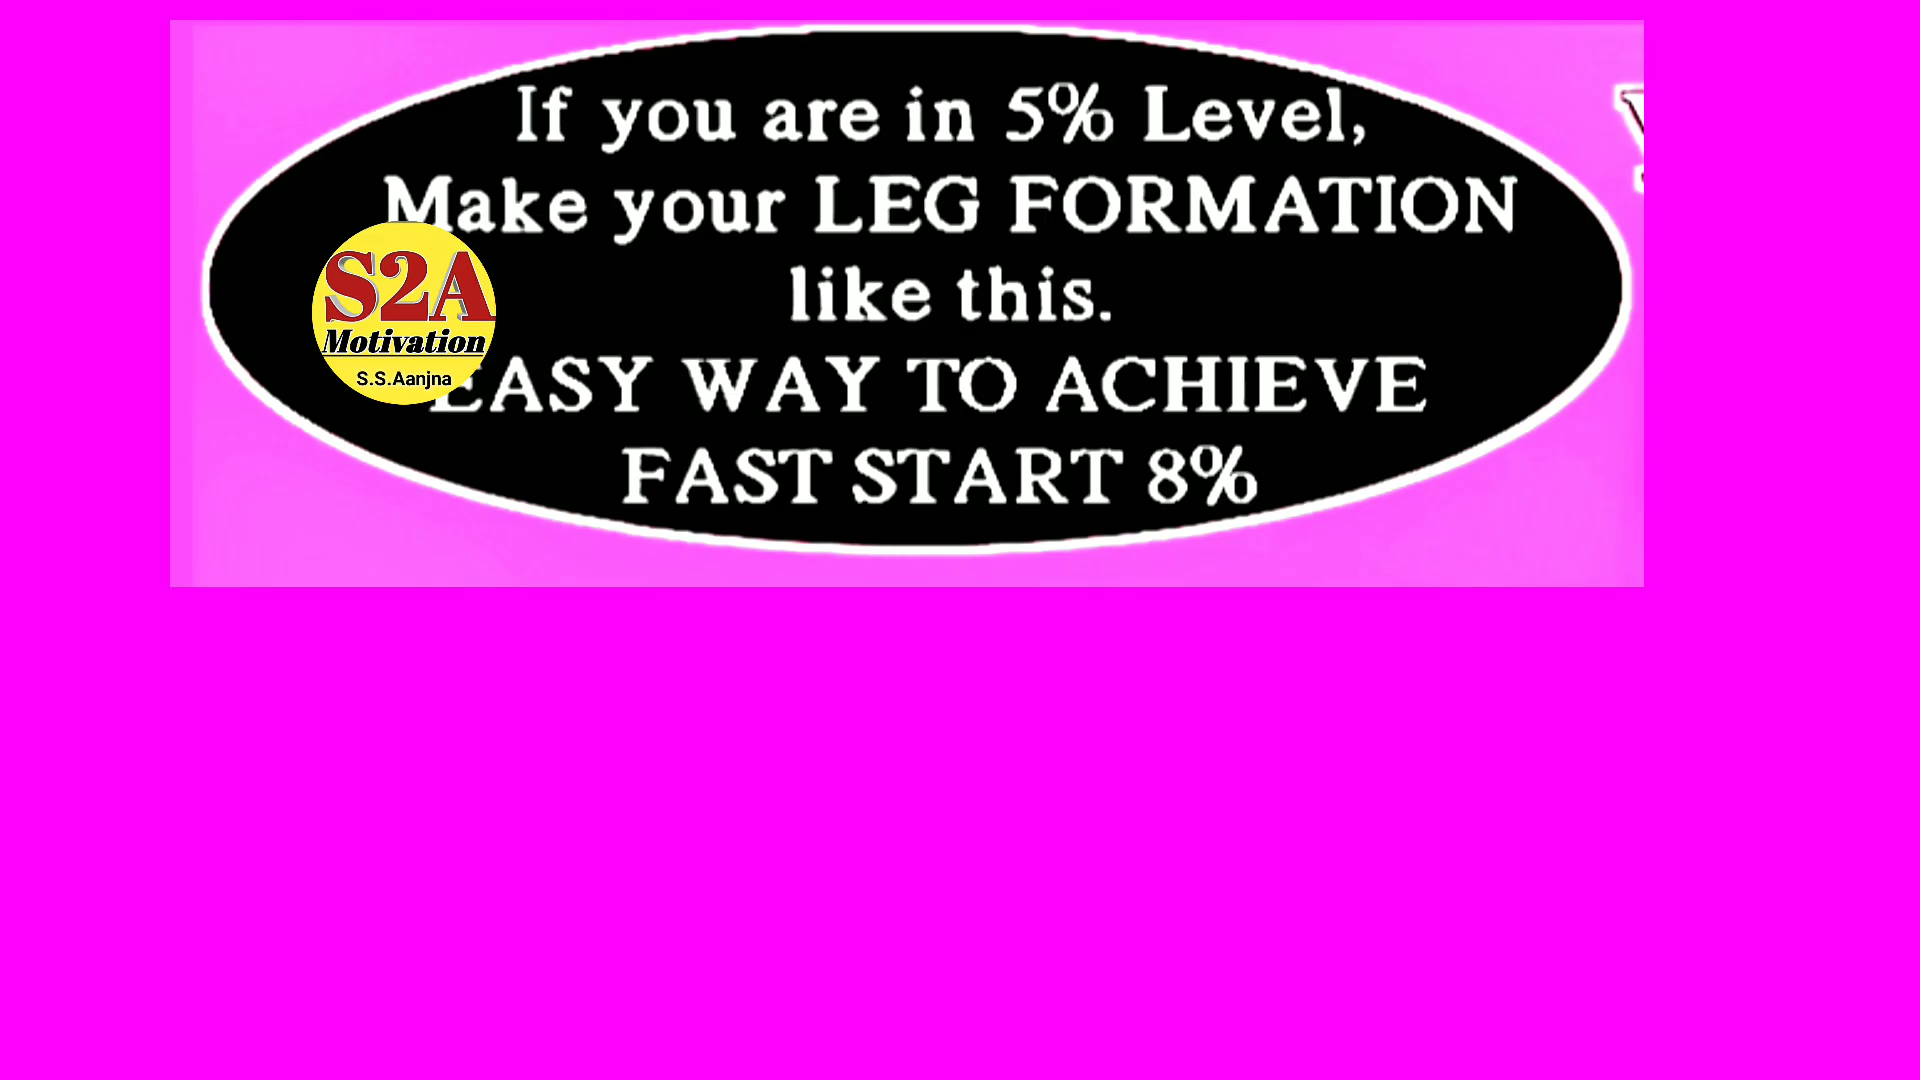 If you are in 5% Level,
Make your LEG FORMATION
like this.
EASY WAY TO ACHIEVE
FAST START 8%
S2A
Motivation
S.S.Aanjna